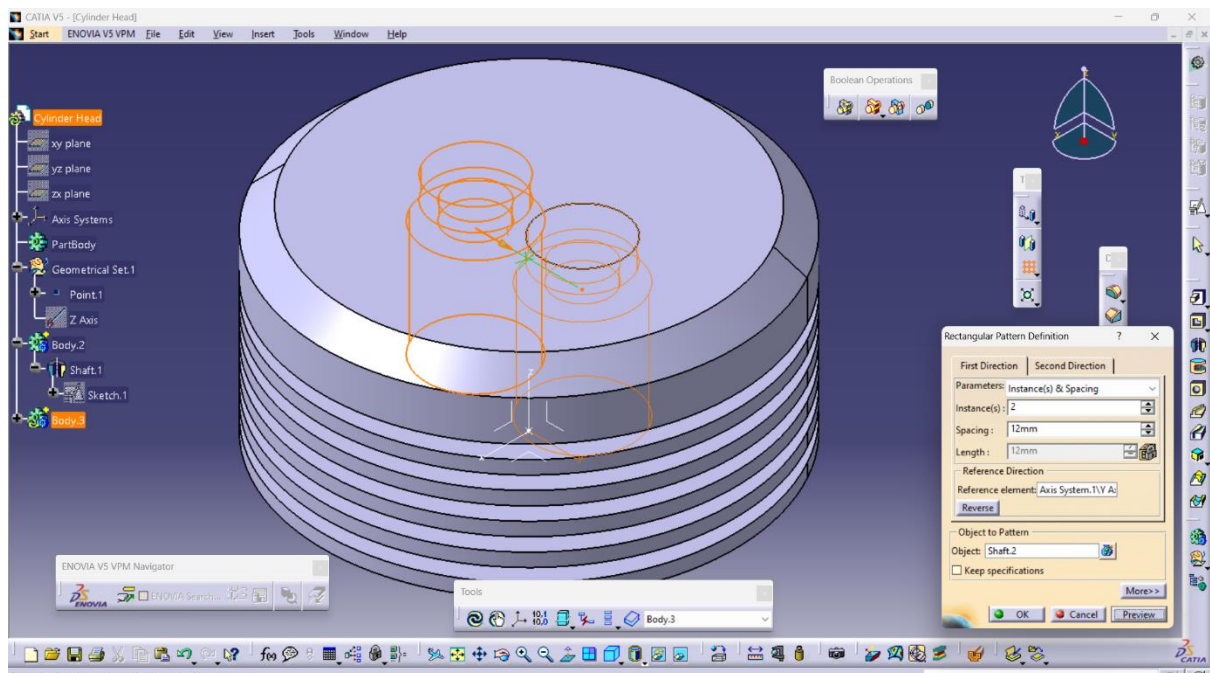 CATIA V5 - [Cylinder Head]
Start ENOVIA V5 VPM File Edit View Insert Tools Window Help
Boolean Operations
Cylinder Head
xy plane
yz plane
zx plane
Axis Systems
PartBody
Geometrical Set.1
Point.1
Z Axis
Body.2
Shaft.1
Sketch.1
Body.3
z
Rectangular Pattern Definition ? X
First Direction Second Direction
Parameters: Instance(s) & Spacing
Instance(s) : 2
Spacing : 12mm
Length : 12mm
Reference Direction
Reference element: Axis System.1\Y A
Reverse
Object to Pattern
Object: Shaft.2
Keep specifications
More>>
OK Cancel Preview
ENOVIA V5 VPM Navigator
ENOVIA
Tools
10.1
10.0
Body.3
f(x)
CATIA